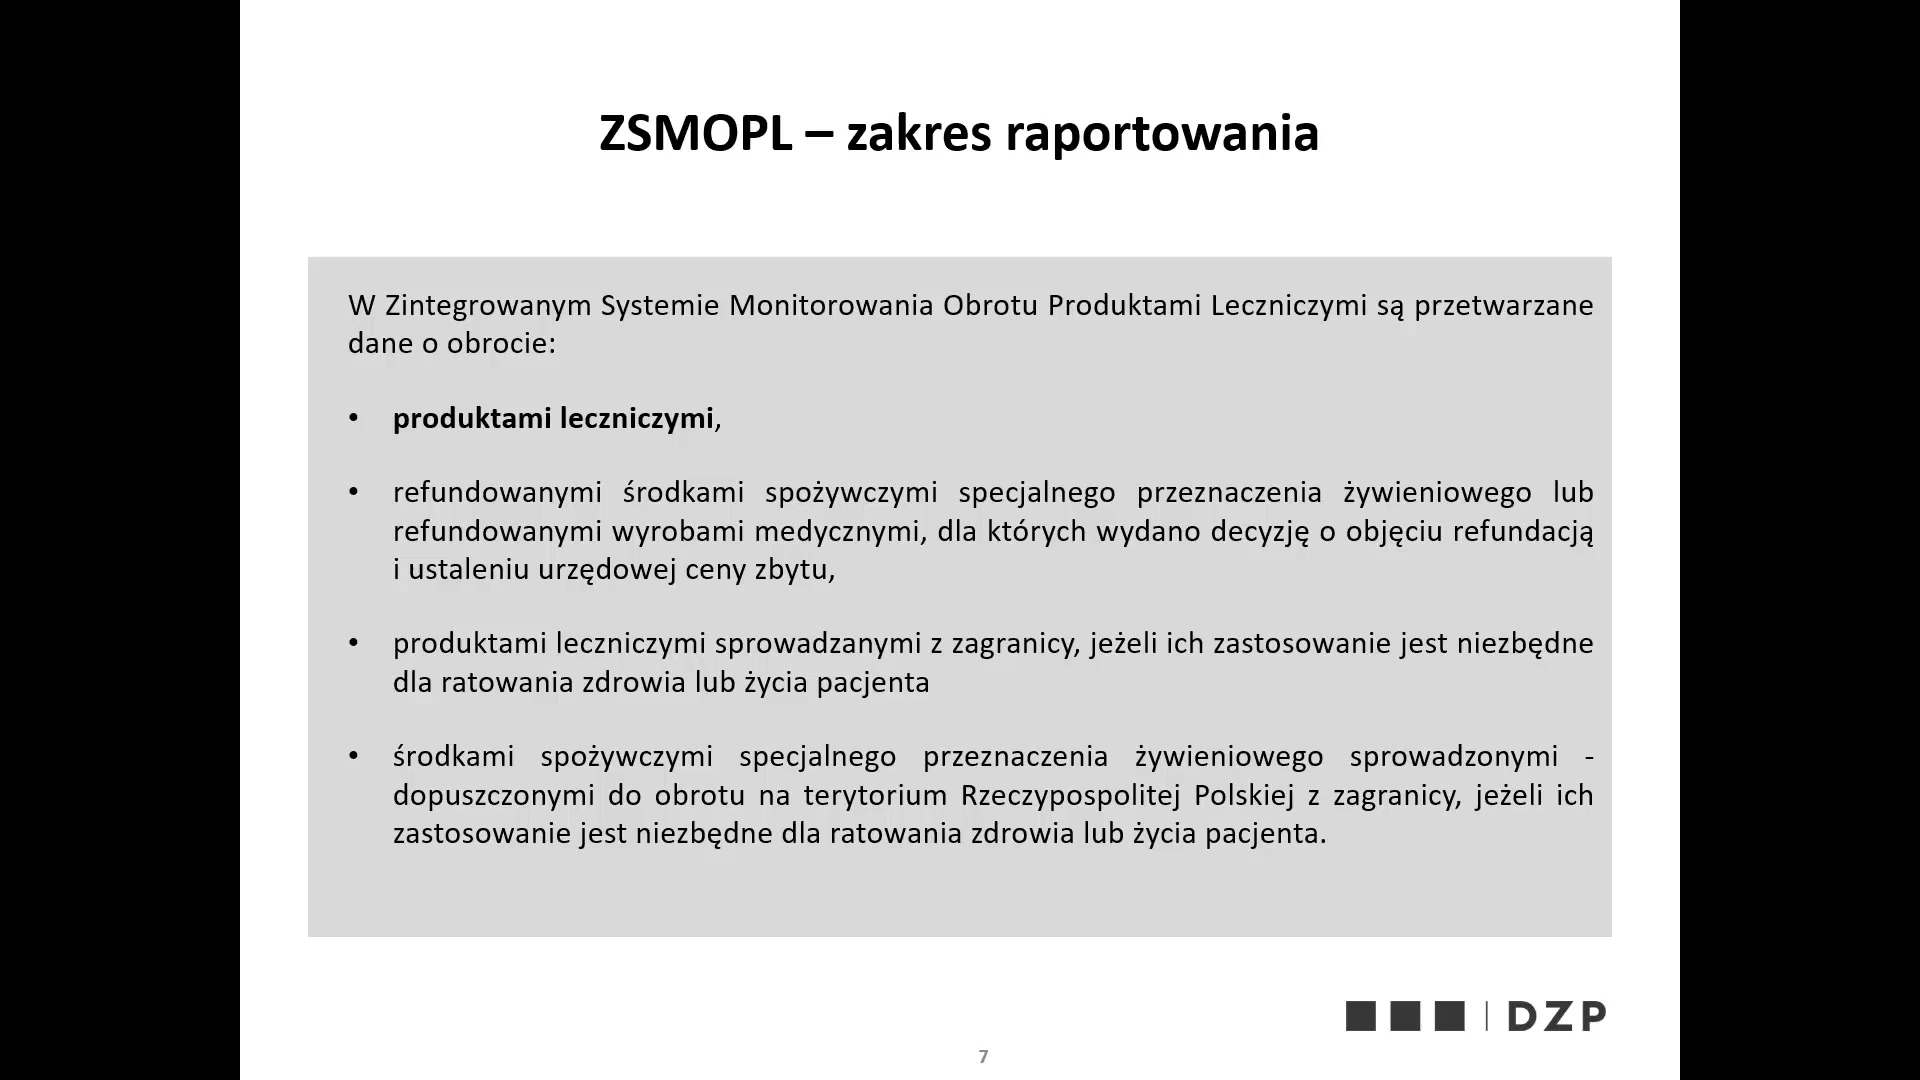 ZSMOPL – zakres raportowania
W Zintegrowanym Systemie Monitorowania Obrotu Produktami Leczniczymi są przetwarzane
dane o obrocie:
• produktami leczniczymi,
• refundowanymi środkami spożywczymi specjalnego przeznaczenia żywieniowego lub
refundowanymi wyrobami medycznymi, dla których wydano decyzję o objęciu refundacją
i ustaleniu urzędowej ceny zbytu,
• produktami leczniczymi sprowadzanymi z zagranicy, jeżeli ich zastosowanie jest niezbędne
dla ratowania zdrowia lub życia pacjenta
• środkami spożywczymi specjalnego przeznaczenia żywieniowego sprowadzonymi -
dopuszczonymi do obrotu na terytorium Rzeczypospolitej Polskiej z zagranicy, jeżeli ich
zastosowanie jest niezbędne dla ratowania zdrowia lub życia pacjenta.
DZP
7